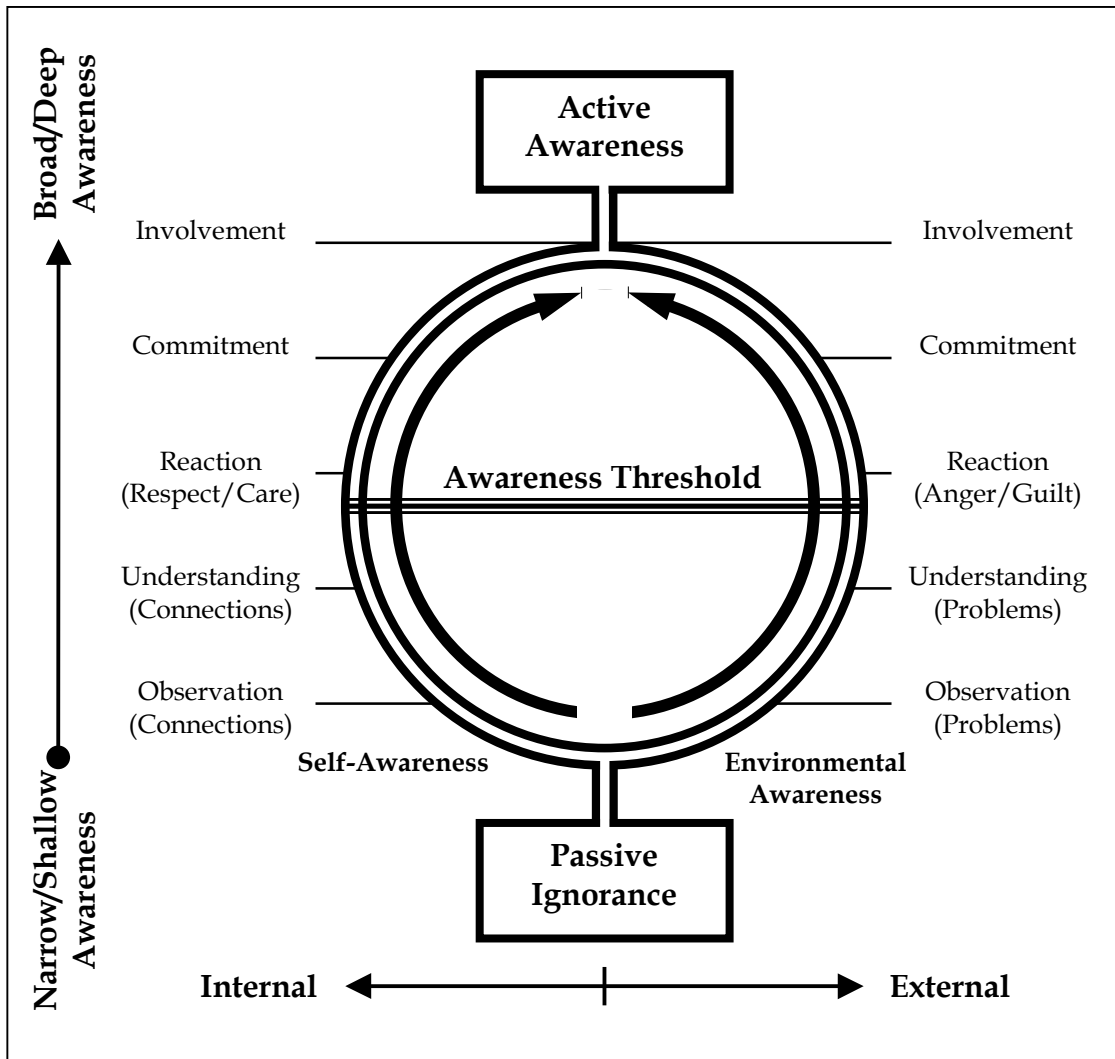 Broad/Deep
Awareness
Active
Awareness
Involvement
Involvement
Commitment
Commitment
Reaction
(Respect/Care)
Awareness Threshold
Reaction
(Anger/Guilt)
Understanding
(Connections)
Understanding
(Problems)
Observation
(Connections)
Observation
(Problems)
Self-Awareness
Environmental
Awareness
Narrow/Shallow
Awareness
Passive
Ignorance
Internal
External